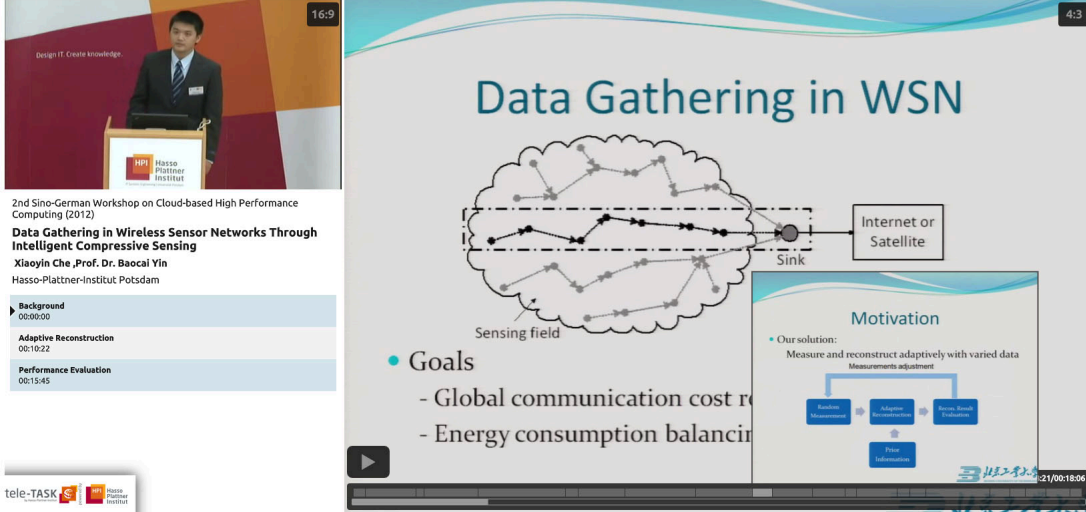 16:9
Design IT. Create knowledge.
HPI Hasso
Plattner
Institut
2nd Sino-German Workshop on Cloud-based High Performance
Computing (2012)
Data Gathering in Wireless Sensor Networks Through
Intelligent Compressive Sensing
Xiaoyin Che ,Prof. Dr. Baocai Yin
Hasso-Plattner-Institut Potsdam
Background
00:00:00
Adaptive Reconstruction
00:10:22
Performance Evaluation
00:15:45
tele-TASK
HPI Hasso
Plattner
Institut
4:3
Data Gathering in WSN
Internet or
Satellite
Sink
Sensing field
• Goals
- Global communication cost r
- Energy consumption balancin
Motivation
• Our solution:
Measure and reconstruct adaptively with varied data
Measurements adjustment
Random
Measurement
Adaptive
Reconstruction
Recon. Result
Evaluation
Prior
Information
:21/00:18:06